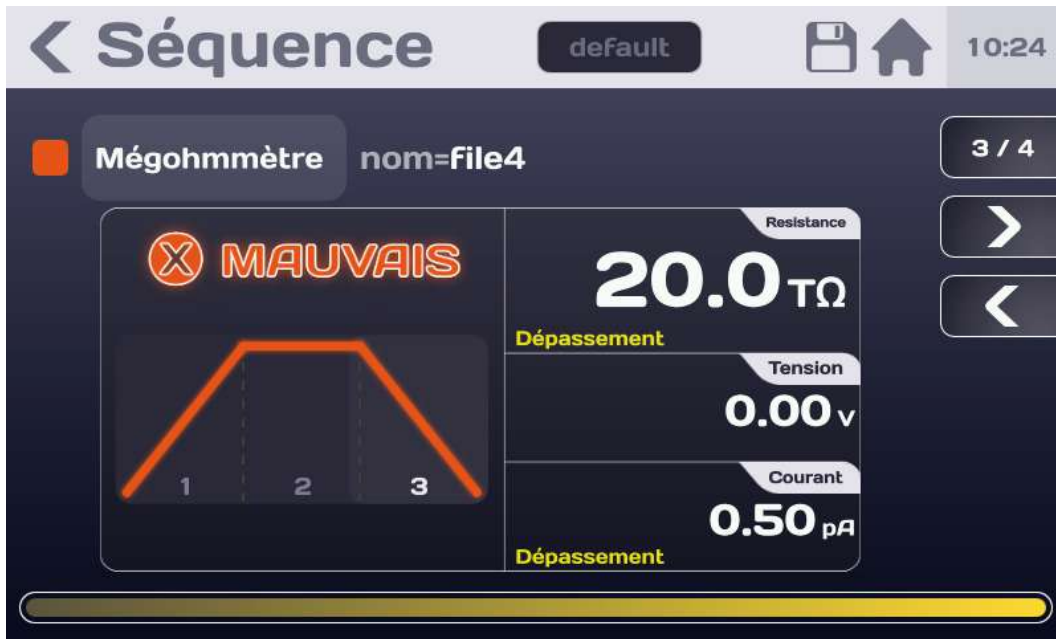 Séquence
default
10:24
Mégohmmètre
nom=file4
3 / 4
MAUVAIS
1 2 3
Resistance
20.0 TΩ
Dépassement
Tension
0.00 v
Courant
0.50 pA
Dépassement